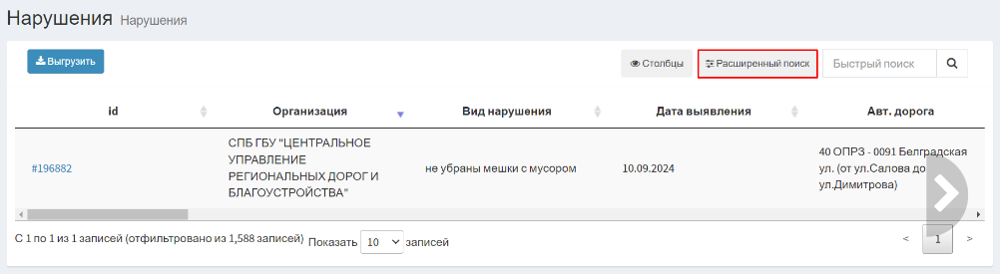 Нарушения Нарушения
Выгрузить Столбцы Расширенный поиск Быстрый поиск
id Организация Вид нарушения Дата выявления Авт. дорога
#196882
СПБ ГБУ "ЦЕНТРАЛЬНОЕ
УПРАВЛЕНИЕ
РЕГИОНАЛЬНЫХ ДОРОГ И
БЛАГОУСТРОЙСТВА"
не убраны мешки с мусором
10.09.2024
40 ОПРЗ - 0091 Белградская
ул. (от ул.Салова до
ул.Димитрова)
С 1 по 1 из 1 записей (отфильтровано из 1,588 записей) Показать 10 записей < 1 >